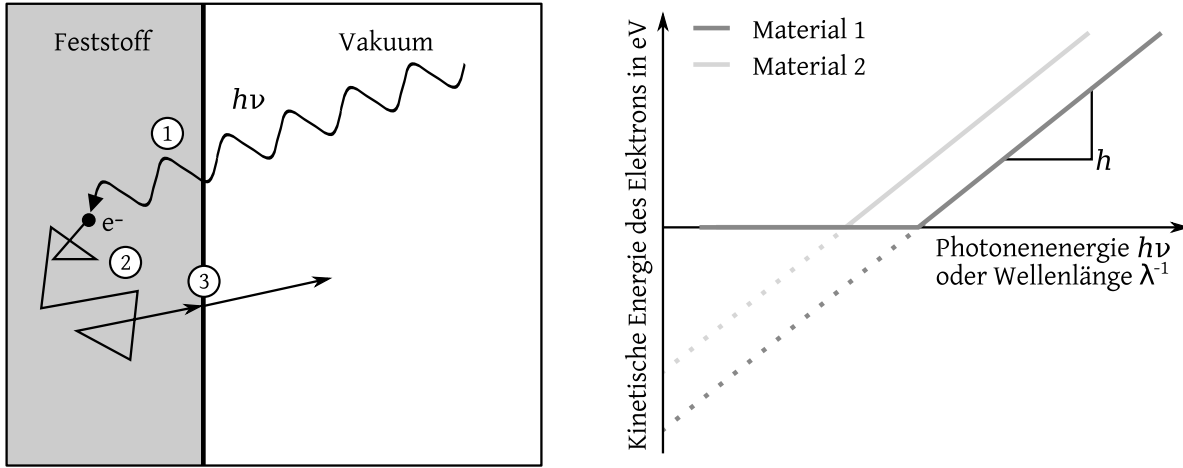 Feststoff
Vakuum
hν
1
e⁻
2
3
Kinetische Energie des Elektrons in eV
Material 1
Material 2
h
Photonenenergie hν
oder Wellenlänge λ⁻¹